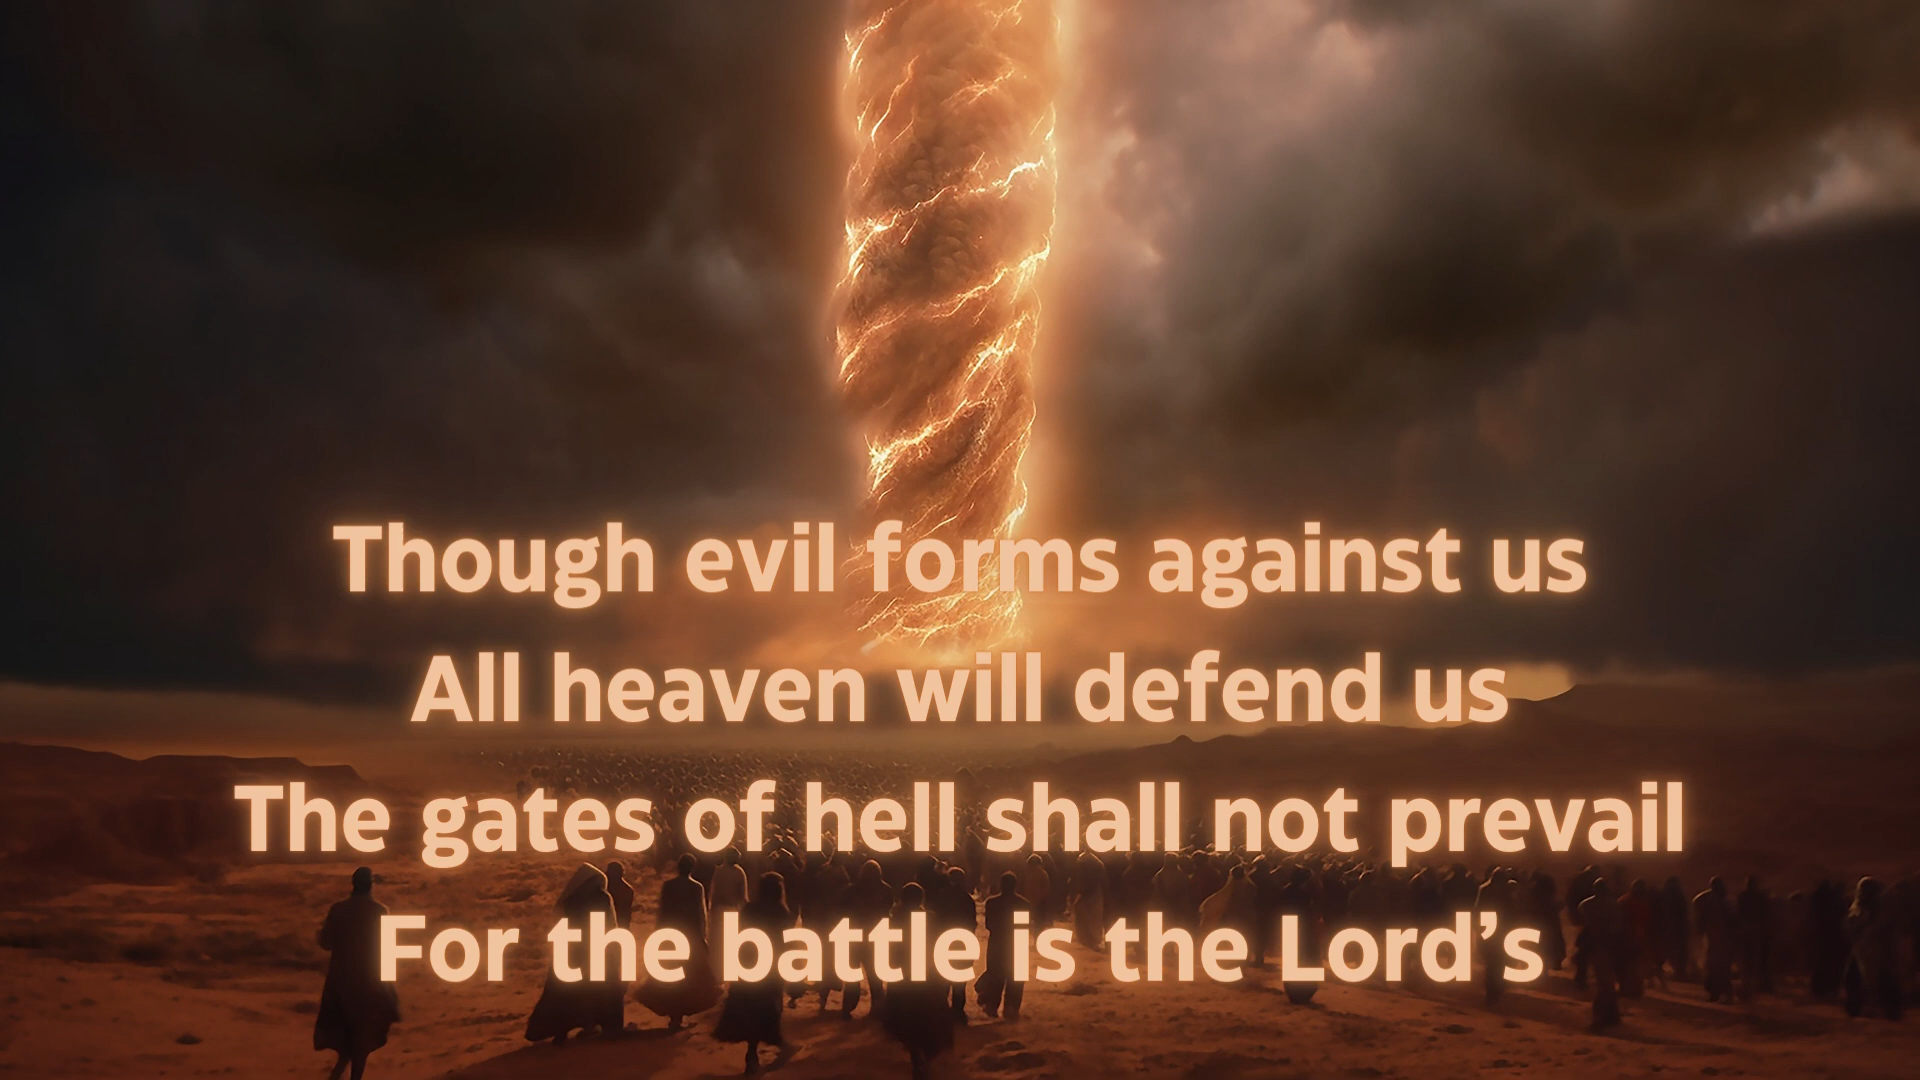 Though evil forms against us
All heaven will defend us
The gates of hell shall not prevail
For the battle is the Lord’s